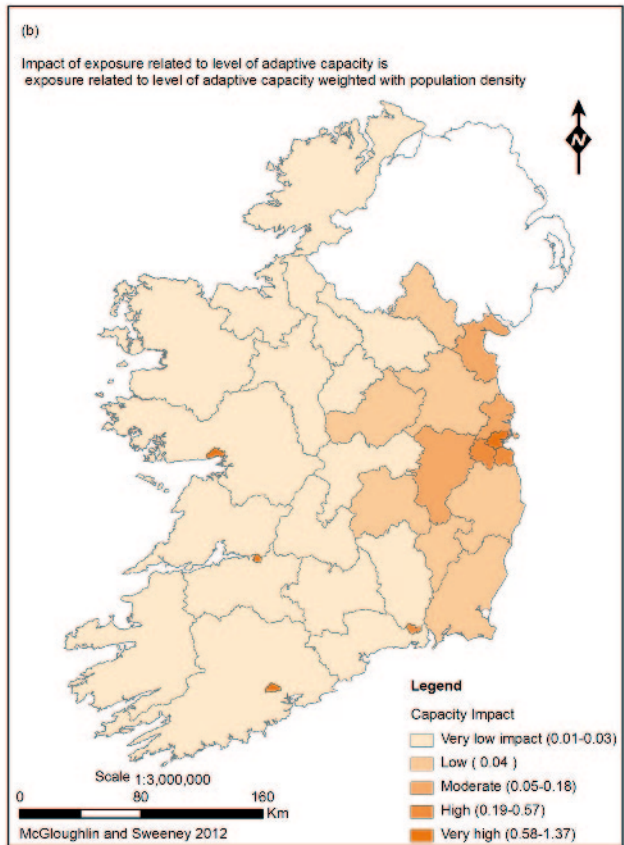 (b)
Impact of exposure related to level of adaptive capacity is
exposure related to level of adaptive capacity weighted with population density
N
Legend
Capacity Impact
Very low impact (0.01-0.03)
Low ( 0.04 )
Moderate (0.05-0.18)
High (0.19-0.57)
Very high (0.58-1.37)
Scale 1:3,000,000
0 80 160
Km
McGloughlin and Sweeney 2012